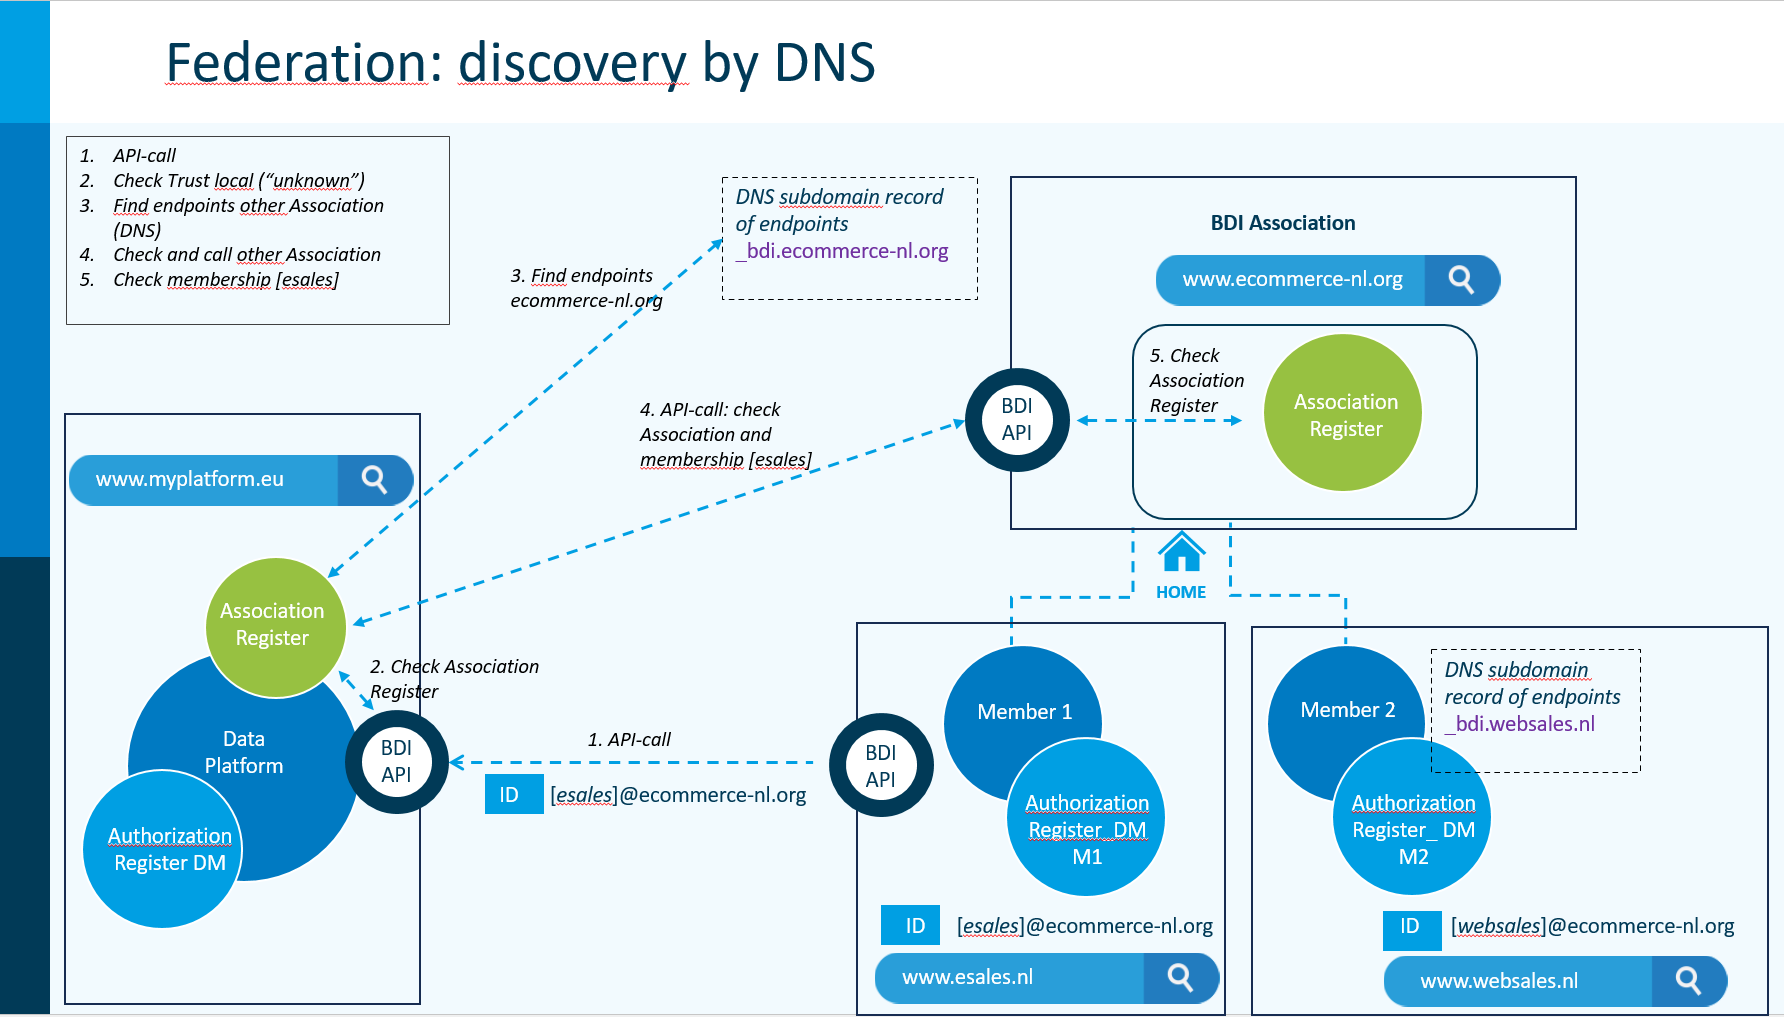 Federation: discovery by DNS
1. API-call
2. Check Trust local (“unknown”)
3. Find endpoints other Association
(DNS)
4. Check and call other Association
5. Check membership [esales]
DNS subdomain record
of endpoints
_bdi.ecommerce-nl.org
BDI Association
www.ecommerce-nl.org
3. Find endpoints
ecommerce-nl.org
5. Check
Association
Register
Association
Register
BDI
API
4. API-call: check
Association and
membership [esales]
www.myplatform.eu
Association
Register
2. Check Association
Register
Data
Platform
BDI
API
Authorization
Register DM
1. API-call
ID
[esales]@ecommerce-nl.org
BDI
API
HOME
Member 1
Authorization
Register_DM
M1
ID
[esales]@ecommerce-nl.org
www.esales.nl
Member 2
DNS subdomain
record of endpoints
_bdi.websales.nl
Authorization
Register_ DM
M2
ID
[websales]@ecommerce-nl.org
www.websales.nl